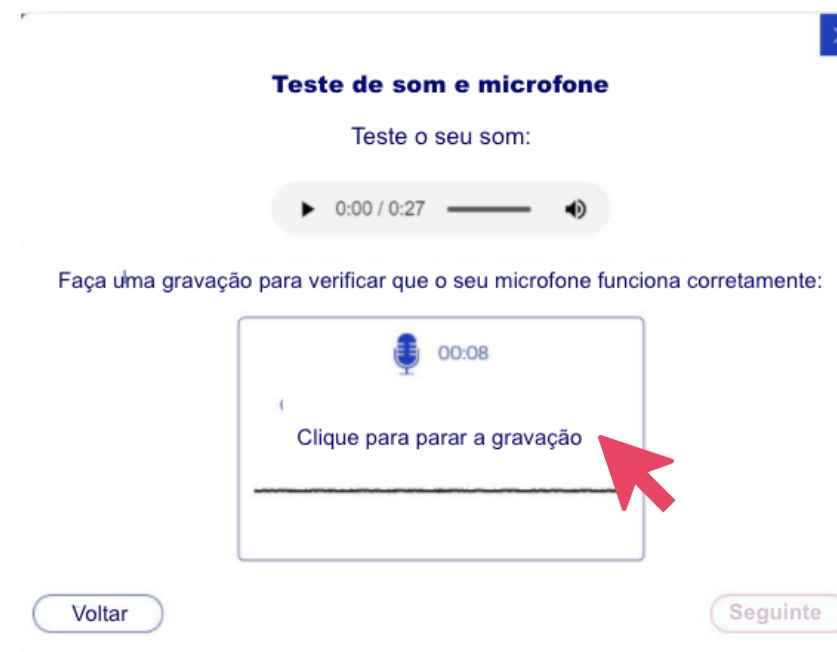 Teste de som e microfone
Teste o seu som:
0:00 / 0:27
Faça uma gravação para verificar que o seu microfone funciona corretamente:
00:08
Clique para parar a gravação
Voltar
Seguinte